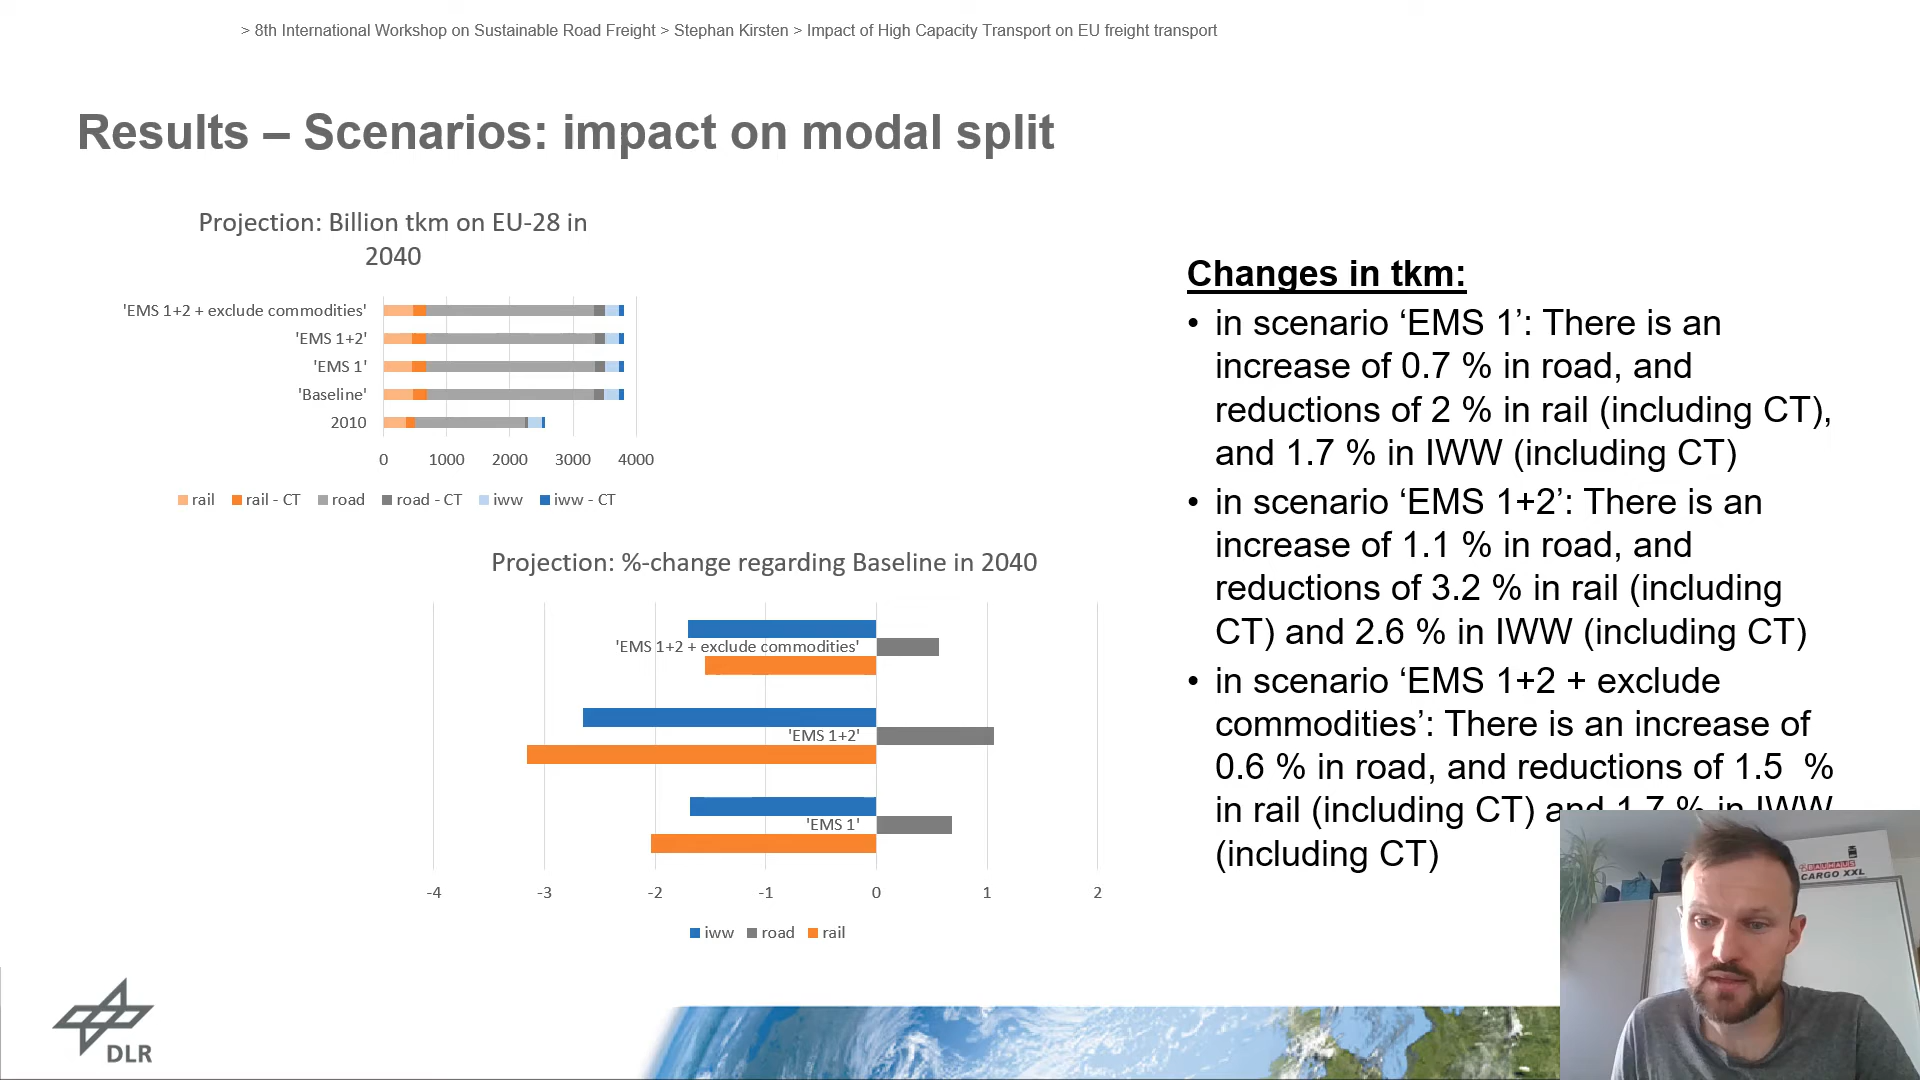 > 8th International Workshop on Sustainable Road Freight > Stephan Kirsten > Impact of High Capacity Transport on EU freight transport
Results – Scenarios: impact on modal split
Projection: Billion tkm on EU-28 in
2040
'EMS 1+2 + exclude commodities'
'EMS 1+2'
'EMS 1'
'Baseline'
2010
0 1000 2000 3000 4000
rail rail - CT road road - CT iww iww - CT
Projection: %-change regarding Baseline in 2040
'EMS 1+2 + exclude commodities'
'EMS 1+2'
'EMS 1'
-4 -3 -2 -1 0 1 2
iww road rail
Changes in tkm:
• in scenario ‘EMS 1’: There is an
increase of 0.7 % in road, and
reductions of 2 % in rail (including CT),
and 1.7 % in IWW (including CT)
• in scenario ‘EMS 1+2’: There is an
increase of 1.1 % in road, and
reductions of 3.2 % in rail (including
CT) and 2.6 % in IWW (including CT)
• in scenario ‘EMS 1+2 + exclude
commodities’: There is an increase of
0.6 % in road, and reductions of 1.5 %
in rail (including CT) and 1.7 % in IWW
(including CT)
BAUHAUS
CARGO XXL
DLR